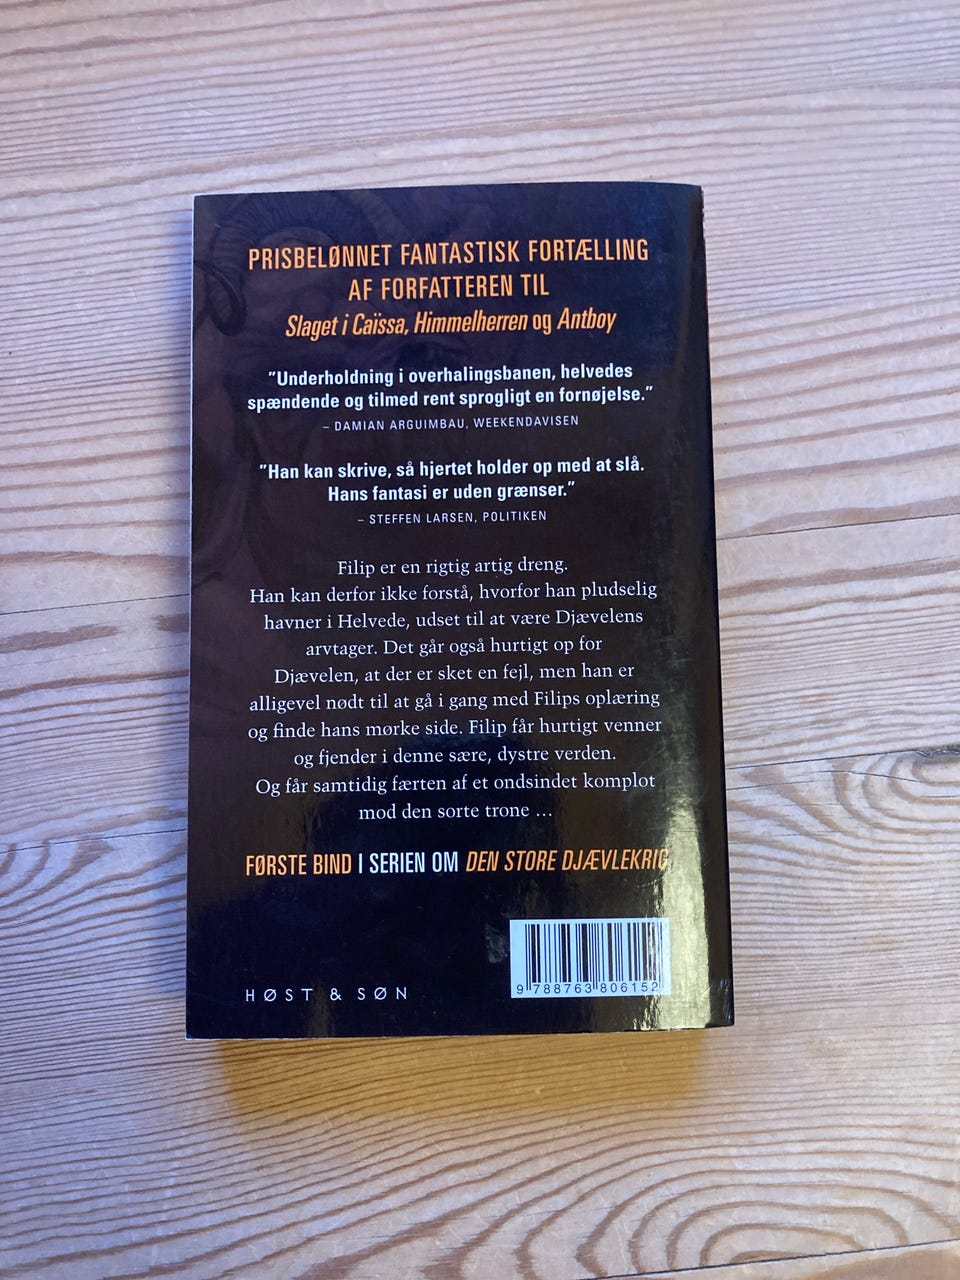 PRISBELØNNET FANTASTISK FORTÆLLING
AF FORFATTEREN TIL
Slaget i Caïssa, Himmelherren og Antboy
"Underholdning i overhalingsbanen, helvedes
spændende og tilmed rent sprogligt en fornøjelse."
– DAMIAN ARGUIMBAU, WEEKENDAVISEN
"Han kan skrive, så hjertet holder op med at slå.
Hans fantasi er uden grænser."
– STEFFEN LARSEN, POLITIKEN
Filip er en rigtig artig dreng.
Han kan derfor ikke forstå, hvorfor han pludselig
havner i Helvede, udset til at være Djævelens
arvtager. Det går også hurtigt op for
Djævelen, at der er sket en fejl, men han er
alligevel nødt til at gå i gang med Filips oplæring
og finde hans mørke side. Filip får hurtigt venner
og fjender i denne sære, dystre verden.
Og får samtidig færten af et ondsindet komplot
mod den sorte trone ...
FØRSTE BIND I SERIEN OM DEN STORE DJÆVLEKRIG
HØST & SØN
9 788763 806152